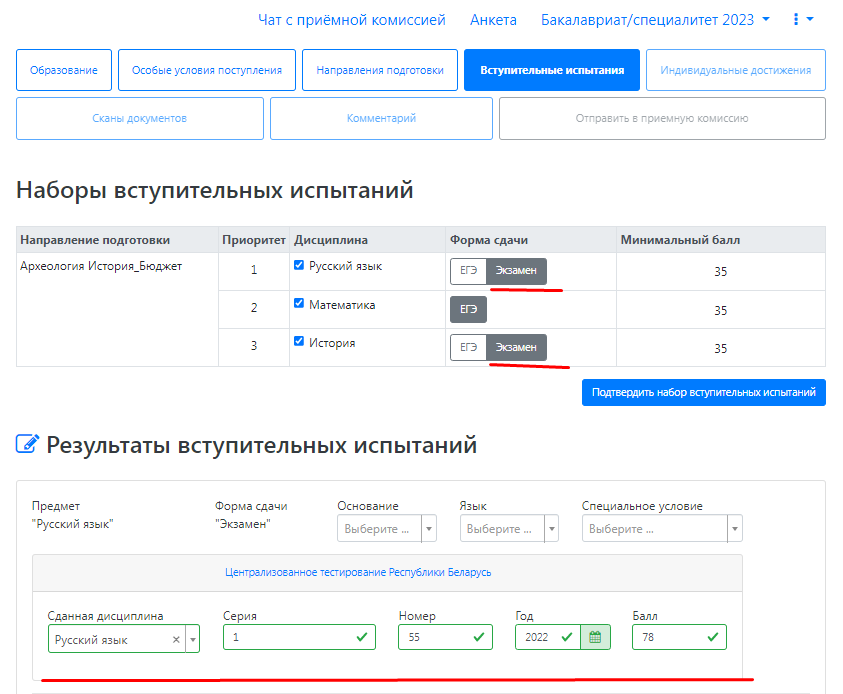 Чат с приёмной комиссией Анкета Бакалавриат/специалитет 2023
Образование Особые условия поступления Направления подготовки Вступительные испытания Индивидуальные достижения
Сканы документов Комментарий Отправить в приемную комиссию
Наборы вступительных испытаний
Направление подготовки Приоритет Дисциплина Форма сдачи Минимальный балл
Археология История_Бюджет 1 Русский язык ЕГЭ Экзамен 35
2 Математика ЕГЭ 35
3 История ЕГЭ Экзамен 35
Подтвердить набор вступительных испытаний
Результаты вступительных испытаний
Предмет Форма сдачи Основание Язык Специальное условие
"Русский язык" "Экзамен" Выберите ... Выберите ... Выберите ...
Централизованное тестирование Республики Беларусь
Сданная дисциплина Серия Номер Год Балл
Русский язык × 1 55 2022 78